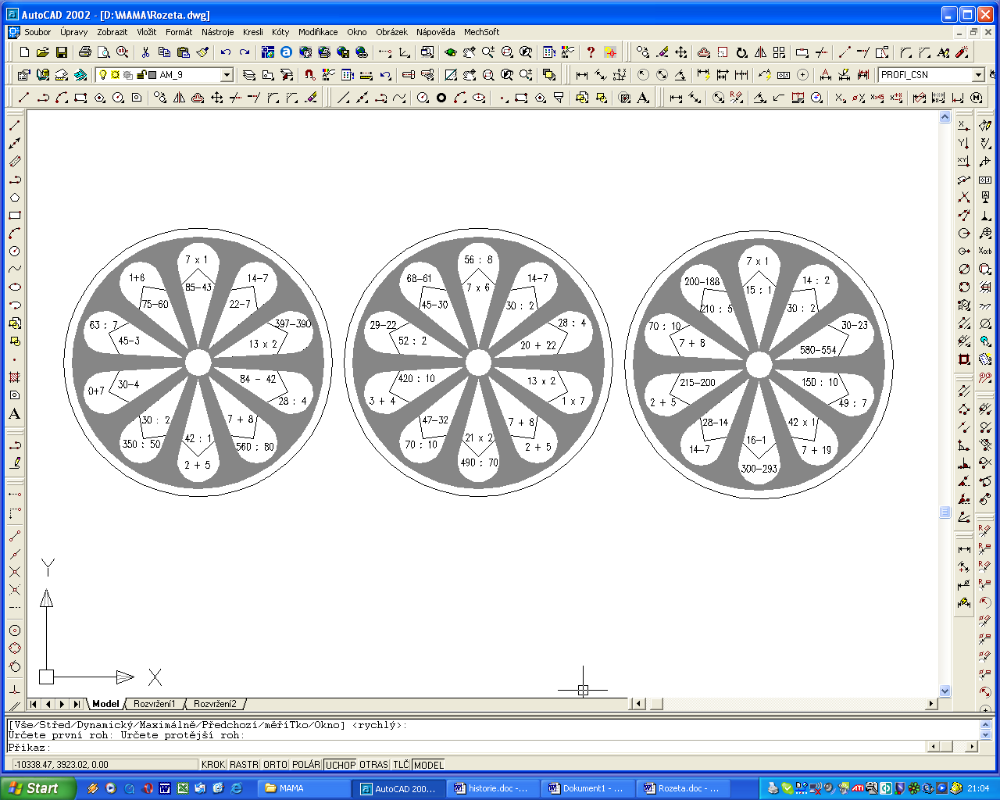 AutoCAD 2002 - [D:\MAMA\Rozeta.dwg]
Soubor Úpravy Zobrazit Vložit Formát Nástroje Kresli Kóty Modifikace Okno Obrázek Nápověda MechSoft
AM_9 PROFI_CSN
7 x 1
85-43
14-7
22-7
397-390
13 x 2
84 - 42
28 : 4
7 + 8
560 : 80
42 : 1
2 + 5
30 : 2
350 : 50
30-4
0+7
63 : 7
45-3
1+6
75-60
56 : 8
7 x 6
14-7
30 : 2
28 : 4
20 + 22
13 x 2
1 x 7
7 + 8
2 + 5
21 x 2
490 : 70
47-32
70 : 10
420 : 10
3 + 4
29-22
52 : 2
68-61
45-30
7 x 1
15 : 1
14 : 2
30 : 2
30-23
580-554
150 : 10
49 : 7
42 x 1
7 + 19
16-1
300-293
28-14
14-7
215-200
2 + 5
70 : 10
7 + 8
200-188
210 : 5
Y
X
Model Rozvržení1 Rozvržení2
[Vše/Střed/Dynamický/Maximálně/Předchozí/měříTko/Okno] <rychlý>:
Určete první roh: Určete protější roh:
Příkaz:
-10338.47, 3923.02, 0.00 KROK RASTR ORTO POLÁR UCHOP OTRAS TLČ MODEL
Start MAMA AutoCAD 200... historie.doc -... Dokument1 - ... Rozeta.doc - ... 21:04